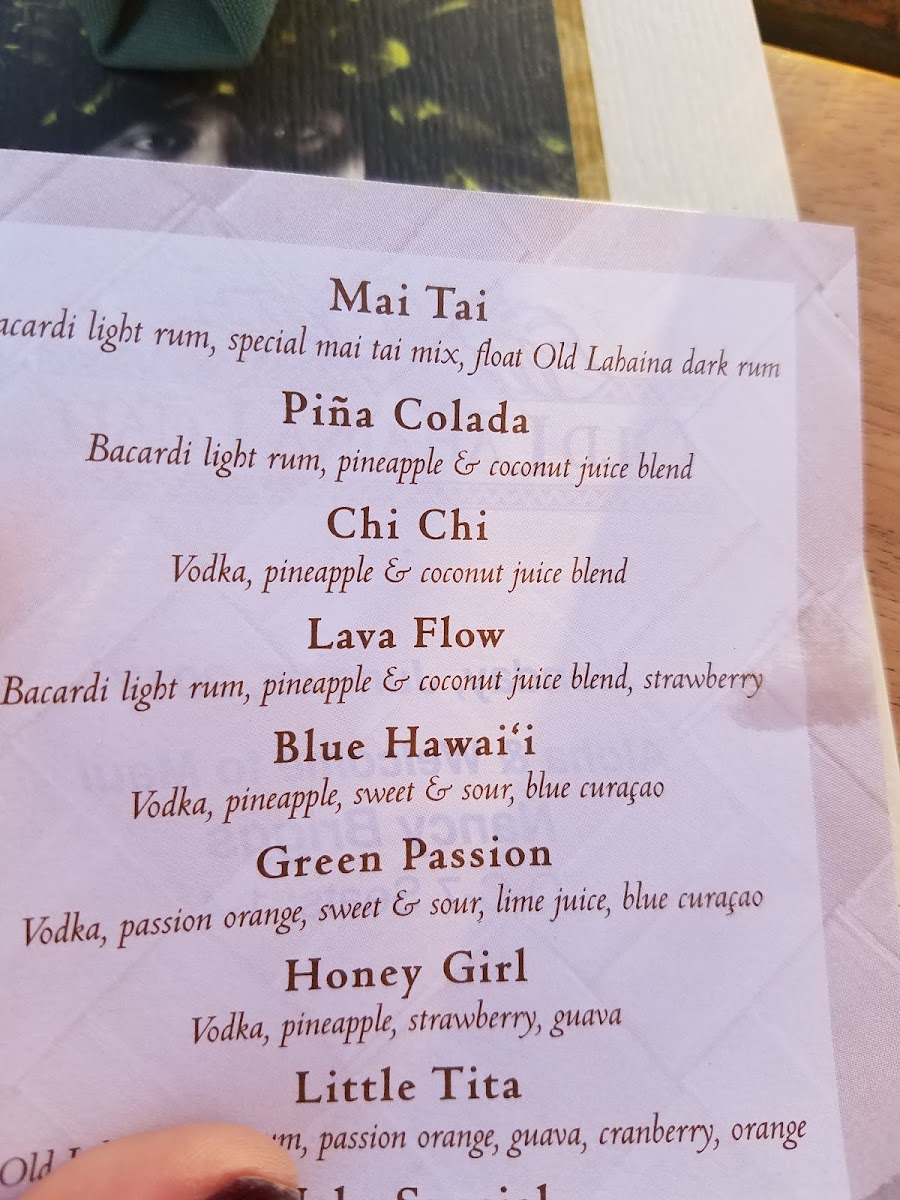 acardi light rum, special mai tai mix, float Old Lahaina dark rum
Mai Tai
Piña Colada
Bacardi light rum, pineapple & coconut juice blend
Chi Chi
Vodka, pineapple & coconut juice blend
Lava Flow
Bacardi light rum, pineapple & coconut juice blend, strawberry
Blue Hawai‘i
Vodka, pineapple, sweet & sour, blue curaçao
Green Passion
Vodka, passion orange, sweet & sour, lime juice, blue curaçao
Honey Girl
Vodka, pineapple, strawberry, guava
Little Tita
Old passion orange, guava, cranberry, orange